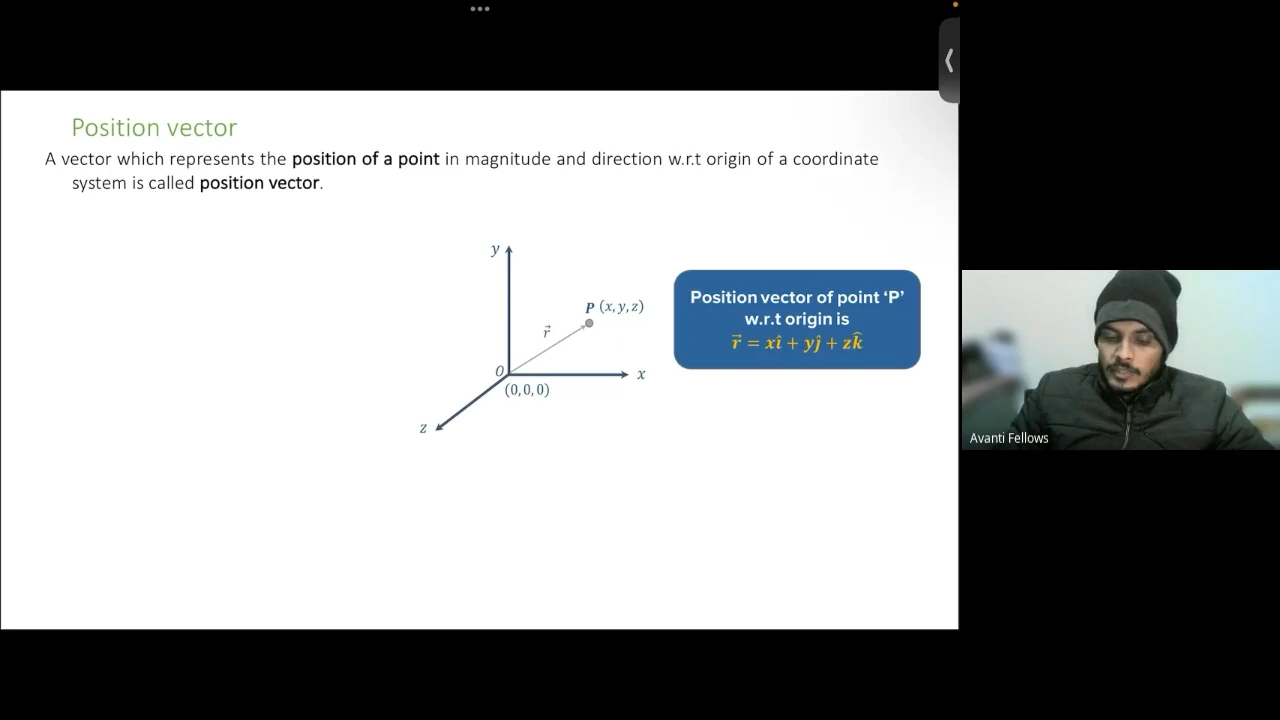 Position vector
A vector which represents the position of a point in magnitude and direction w.r.t origin of a coordinate
system is called position vector.
y
P (x, y, z)
r⃗
O
x
(0, 0, 0)
z
Position vector of point ‘P’
w.r.t origin is
r⃗ = xî + yĵ + zk̂
Avanti Fellows